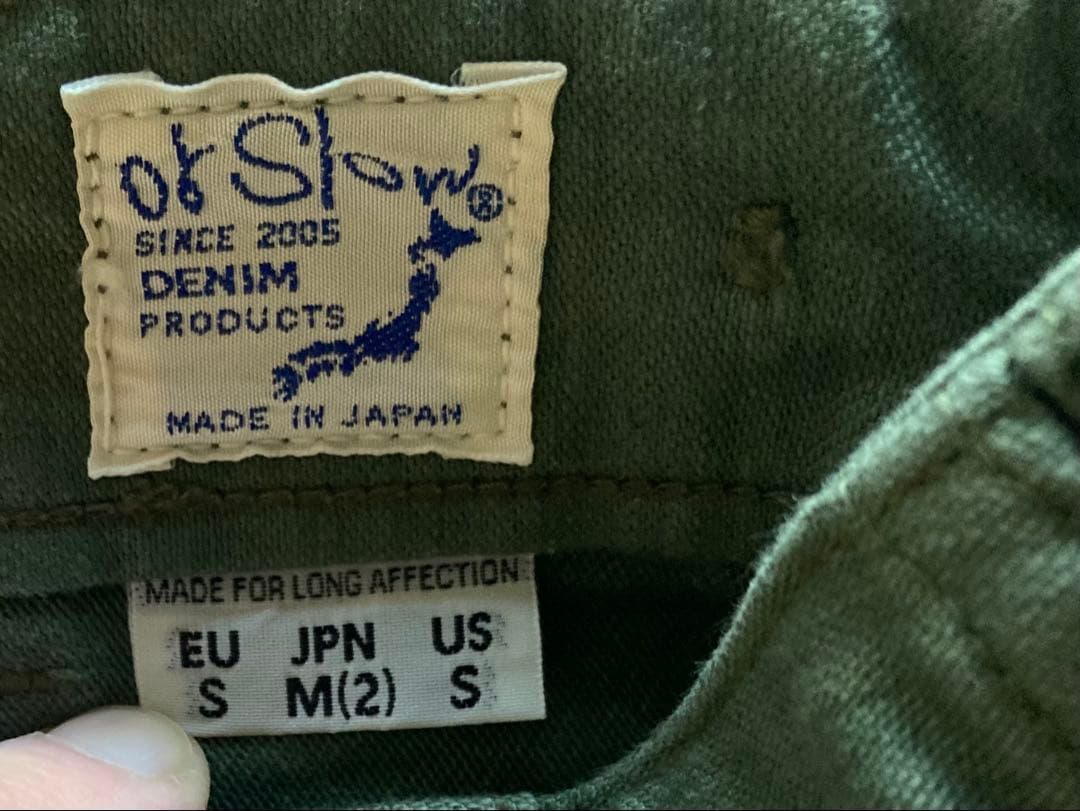 orSlow®
SINCE 2005
DENIM
PRODUCTS
MADE IN JAPAN
MADE FOR LONG AFFECTION
EU JPN US
S M(2) S